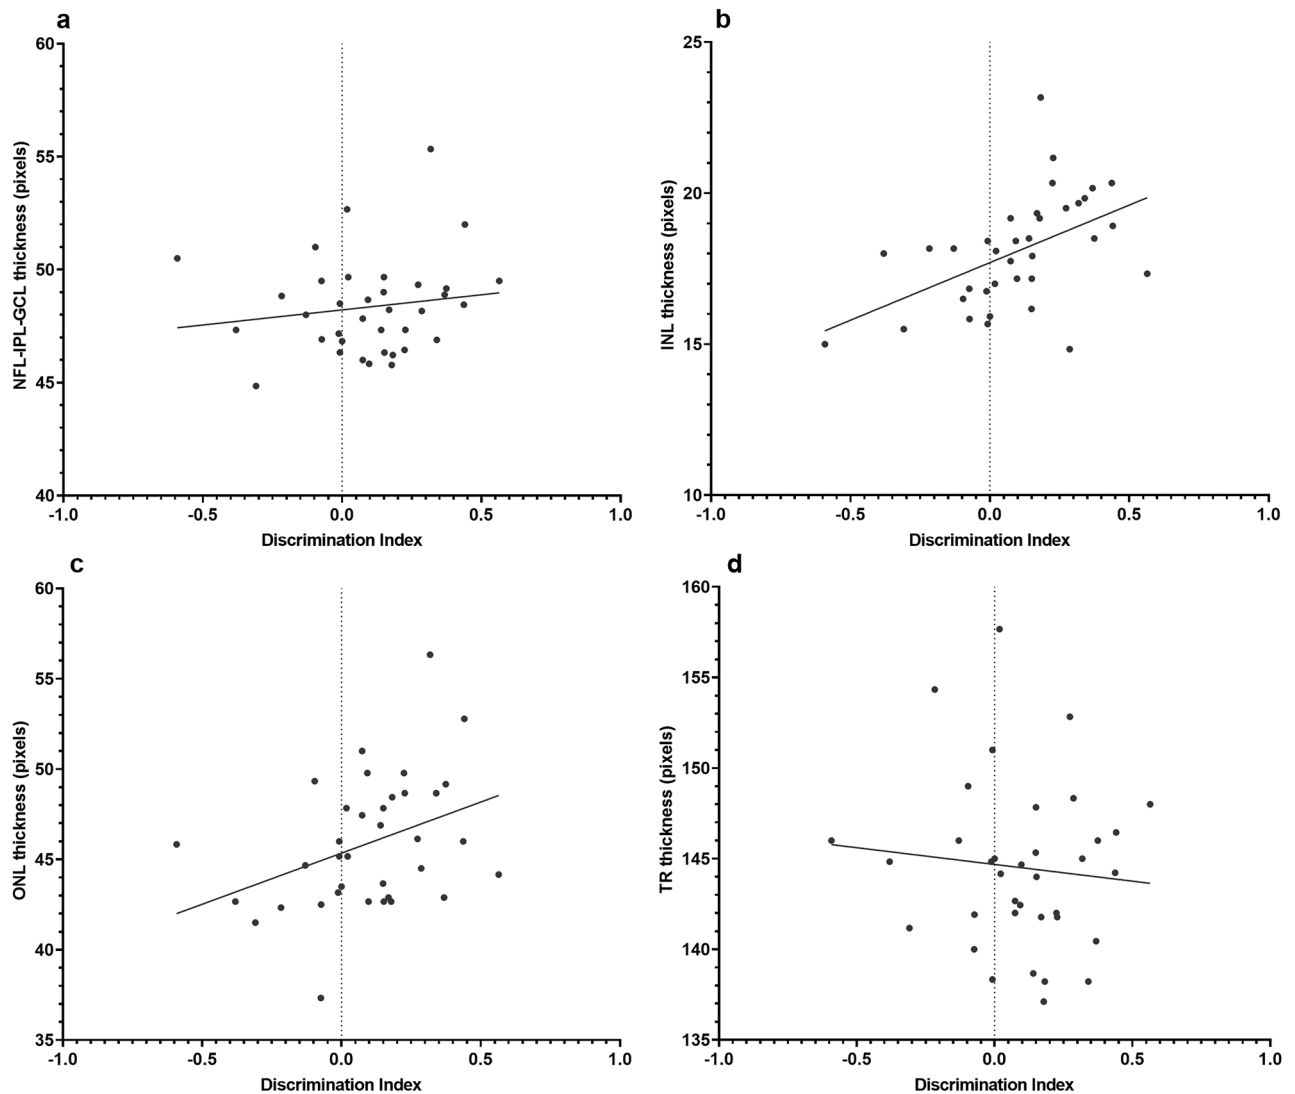 a
60
55
50
45
40
NFL-IPL-GCL thickness (pixels)
-1.0 -0.5 0.0 0.5 1.0
Discrimination Index
b
25
20
15
10
INL thickness (pixels)
-1.0 -0.5 0.0 0.5 1.0
Discrimination Index
c
60
55
50
45
40
35
ONL thickness (pixels)
-1.0 -0.5 0.0 0.5 1.0
Discrimination Index
d
160
155
150
145
140
135
TR thickness (pixels)
-1.0 -0.5 0.0 0.5 1.0
Discrimination Index